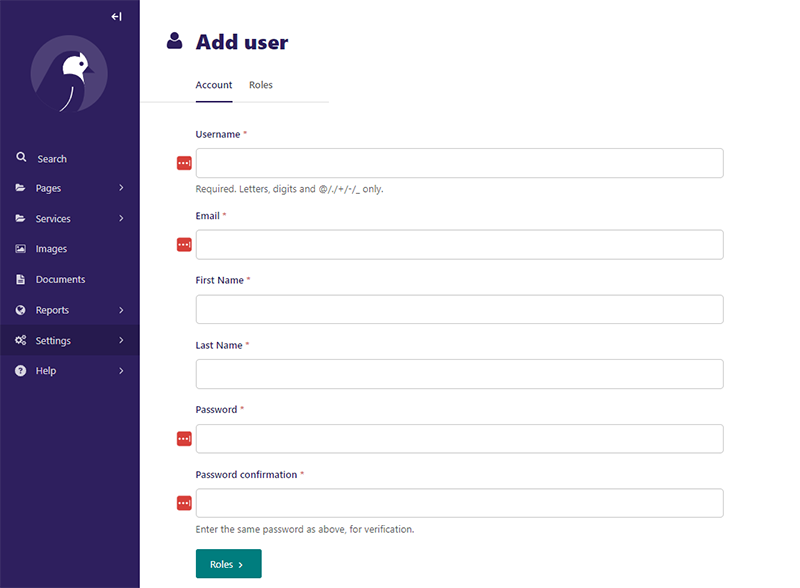 Search
Pages
Services
Images
Documents
Reports
Settings
Help
Add user
Account Roles
Username *
Required. Letters, digits and @/./+/-/_ only.
Email *
First Name *
Last Name *
Password *
Password confirmation *
Enter the same password as above, for verification.
Roles